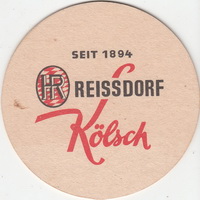 SEIT 1894
HR REISSDORF
Kölsch